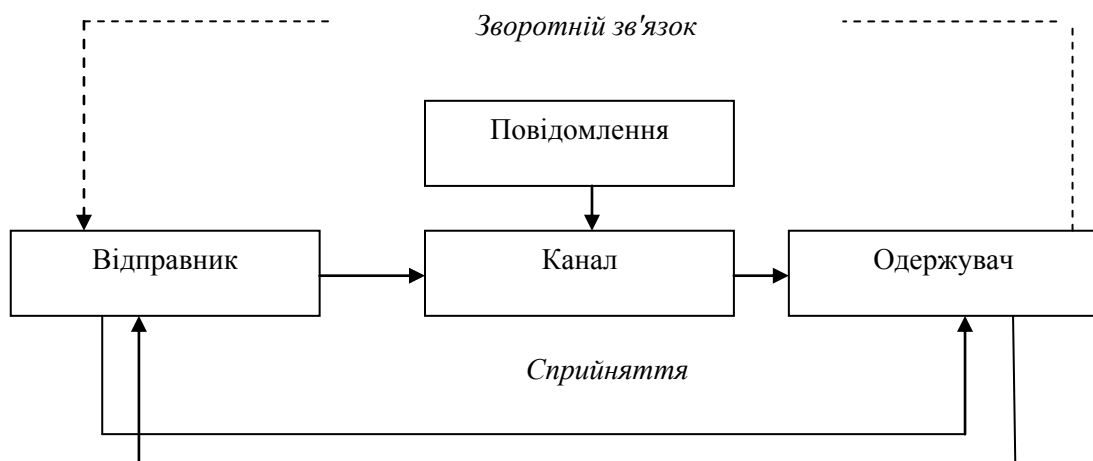 Зворотній зв'язок
Повідомлення
Відправник
Канал
Одержувач
Сприйняття